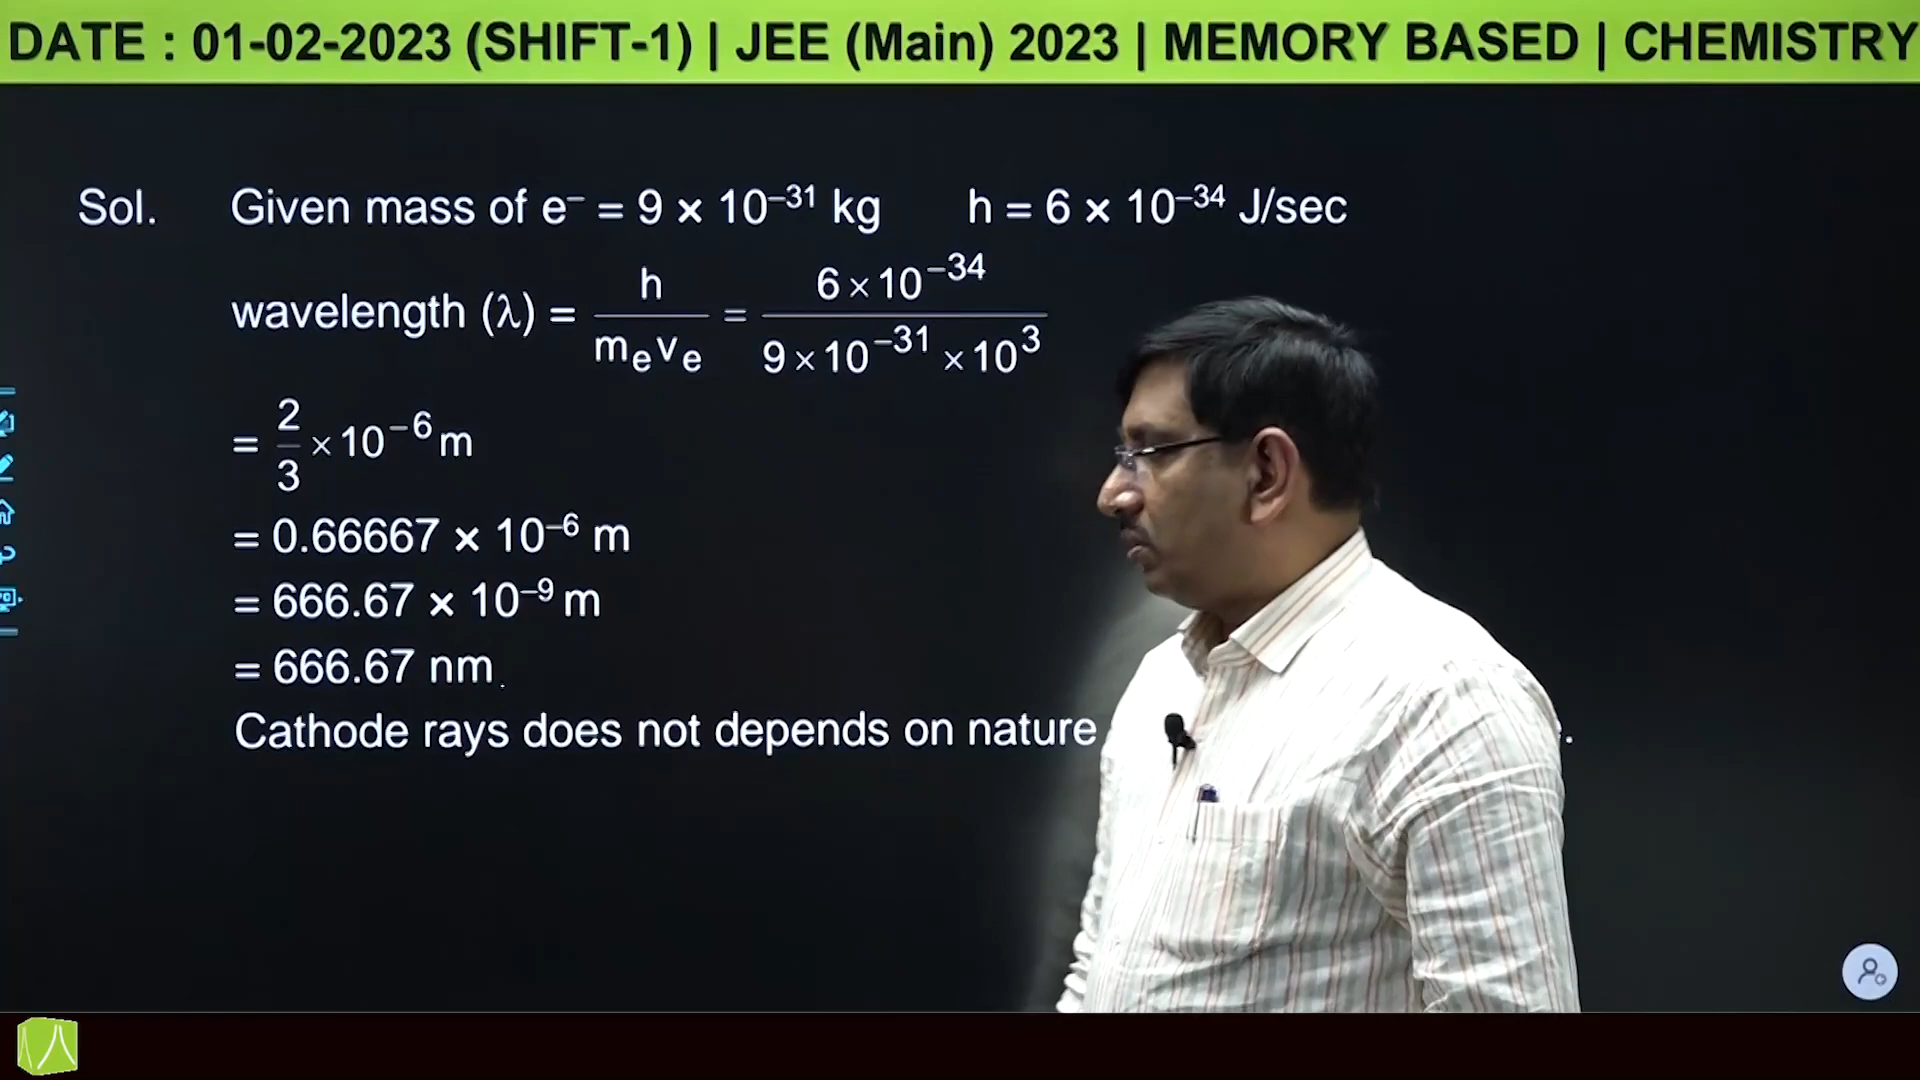 DATE : 01-02-2023 (SHIFT-1) | JEE (Main) 2023 | MEMORY BASED | CHEMISTRY
Sol. Given mass of e⁻ = 9 × 10⁻³¹ kg h = 6 × 10⁻³⁴ J/sec
wavelength (λ) = h / mₑvₑ = 6×10⁻³⁴ / 9×10⁻³¹ ×10³
= 2/3 ×10⁻⁶ m
= 0.66667 × 10⁻⁶ m
= 666.67 × 10⁻⁹ m
= 666.67 nm
Cathode rays does not depends on nature